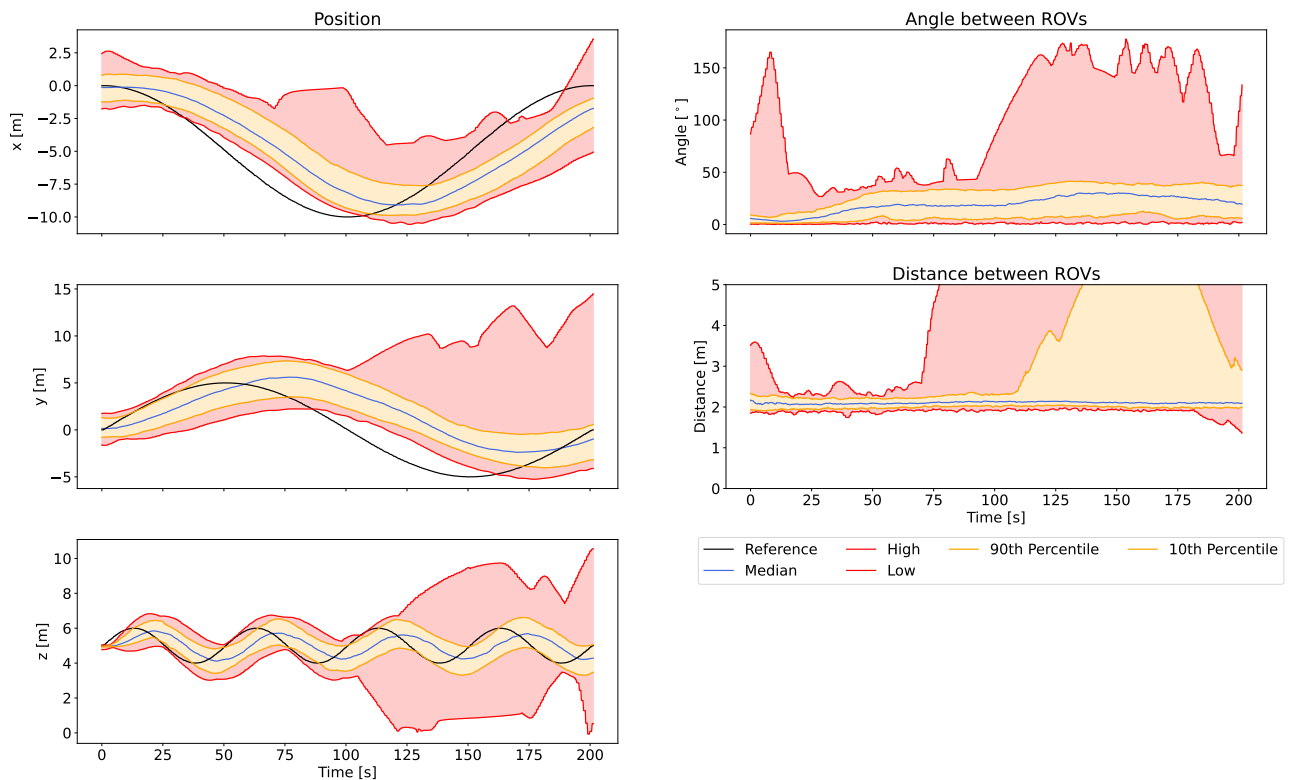 Position
2.5
0.0
−2.5
−5.0
−7.5
−10.0
x [m]
15
10
5
0
−5
y [m]
10
8
6
4
2
0
z [m]
0 25 50 75 100 125 150 175 200
Time [s]
Angle between ROVs
150
100
50
0
Angle [°]
Distance between ROVs
5
4
3
2
1
0
Distance [m]
0 25 50 75 100 125 150 175 200
Time [s]
Reference High 90th Percentile 10th Percentile
Median Low